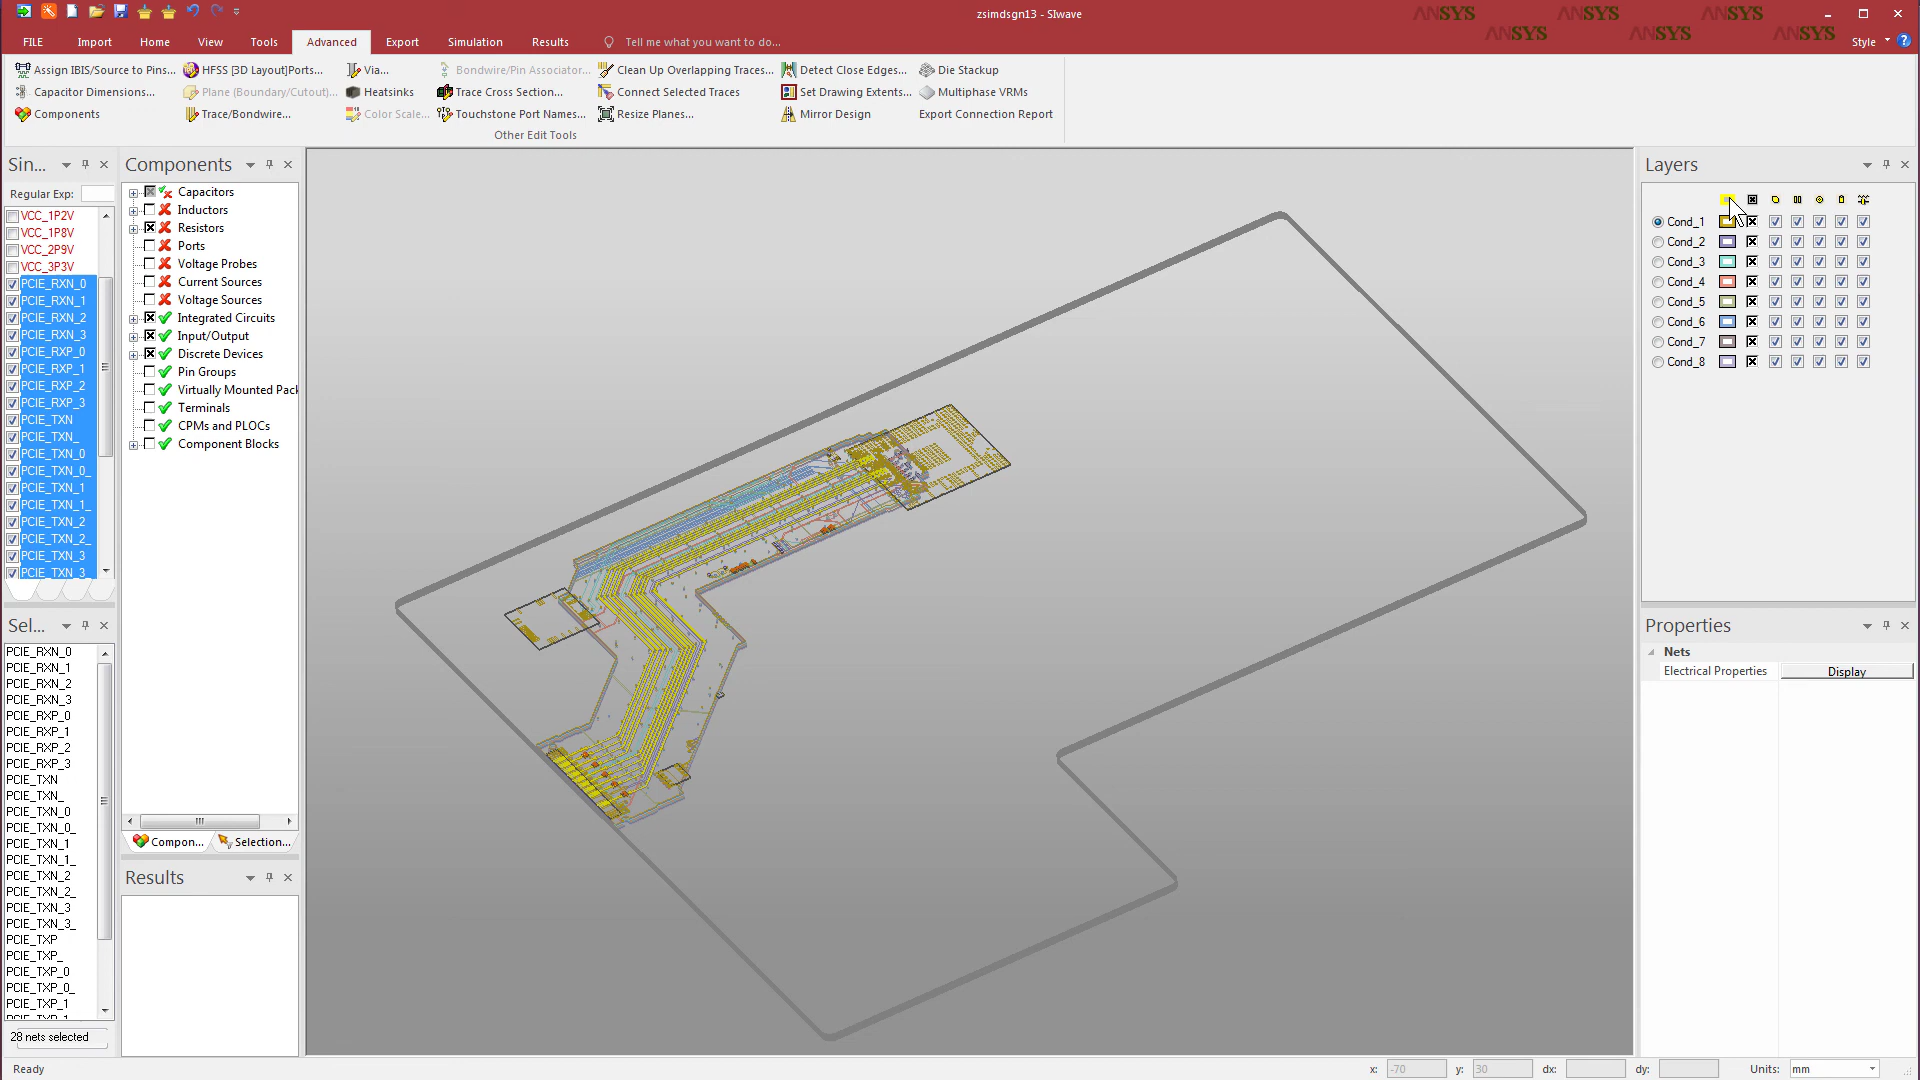 zsimdsgn13 - SIwave
ANSYS ANSYS ANSYS
ANSYS ANSYS ANSYS
FILE Import Home View Tools Advanced Export Simulation Results Tell me what you want to do... Style
Assign IBIS/Source to Pins... HFSS [3D Layout]Ports... Via... Bondwire/Pin Associator... Clean Up Overlapping Traces... Detect Close Edges... Die Stackup
Capacitor Dimensions... Plane (Boundary/Cutout)... Heatsinks Trace Cross Section... Connect Selected Traces Set Drawing Extents... Multiphase VRMs
Components Trace/Bondwire... Color Scale... Touchstone Port Names... Resize Planes... Mirror Design Export Connection Report
Other Edit Tools
Sin...
Regular Exp:
VCC_1P2V
VCC_1P8V
VCC_2P9V
VCC_3P3V
PCIE_RXN_0
PCIE_RXN_1
PCIE_RXN_2
PCIE_RXN_3
PCIE_RXP_0
PCIE_RXP_1
PCIE_RXP_2
PCIE_RXP_3
PCIE_TXN
PCIE_TXN_
PCIE_TXN_0
PCIE_TXN_0_
PCIE_TXN_1
PCIE_TXN_1_
PCIE_TXN_2
PCIE_TXN_2_
PCIE_TXN_3
PCIE_TXN_3
Sel...
PCIE_RXN_0
PCIE_RXN_1
PCIE_RXN_2
PCIE_RXN_3
PCIE_RXP_0
PCIE_RXP_1
PCIE_RXP_2
PCIE_RXP_3
PCIE_TXN
PCIE_TXN_
PCIE_TXN_0
PCIE_TXN_0_
PCIE_TXN_1
PCIE_TXN_1_
PCIE_TXN_2
PCIE_TXN_2_
PCIE_TXN_3
PCIE_TXN_3_
PCIE_TXP
PCIE_TXP_
PCIE_TXP_0
PCIE_TXP_0_
PCIE_TXP_1
PCIE_TXP_1_
28 nets selected
Components
Capacitors
Inductors
Resistors
Ports
Voltage Probes
Current Sources
Voltage Sources
Integrated Circuits
Input/Output
Discrete Devices
Pin Groups
Virtually Mounted Pack
Terminals
CPMs and PLOCs
Component Blocks
Compon... Selection...
Results
Layers
Cond_1
Cond_2
Cond_3
Cond_4
Cond_5
Cond_6
Cond_7
Cond_8
Properties
Nets
Electrical Properties Display
Ready x: -70 y: 30 dx: dy: Units: mm